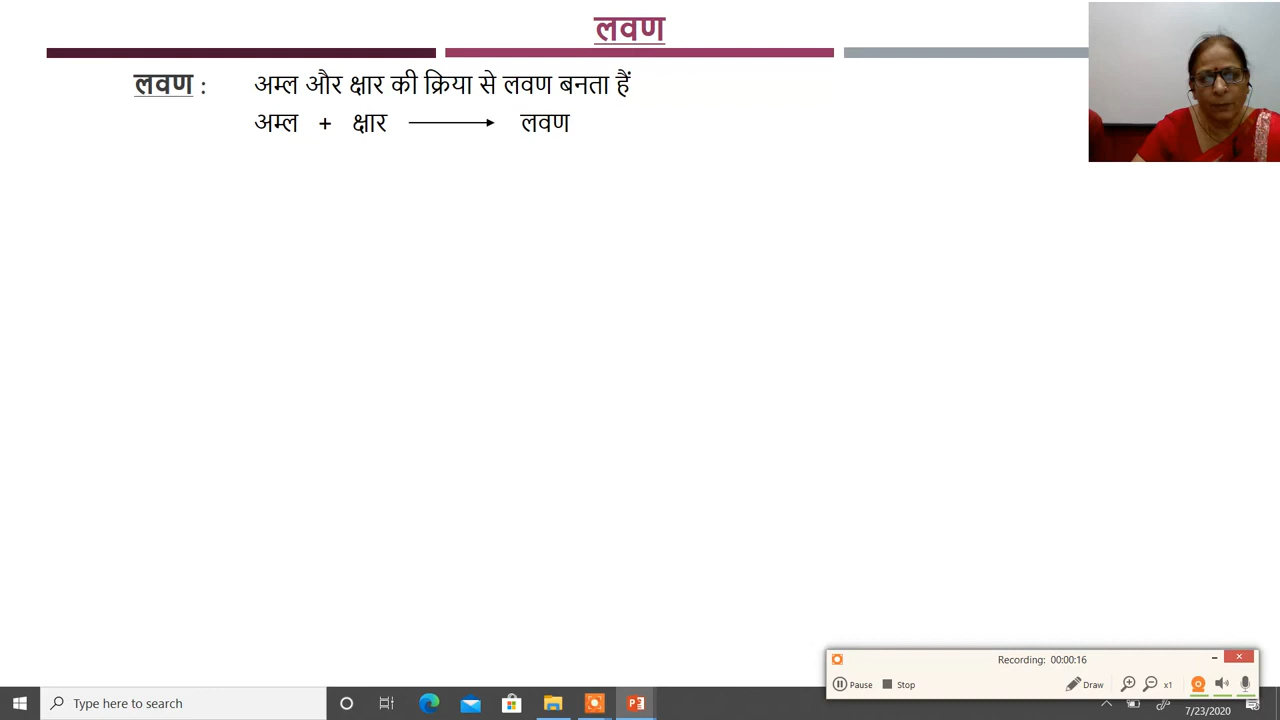 लवण
लवण : अम्ल और क्षार की क्रिया से लवण बनता हैं
अम्ल + क्षार ⟶ लवण
Recording: 00:00:16
Pause Stop Draw x1
Type here to search
7/23/2020